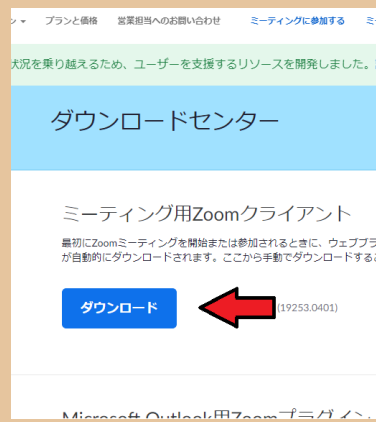 プランと価格 営業担当へのお問い合わせ ミーティングに参加する
状況を乗り越えるため、ユーザーを支援するリソースを開発しました。
ダウンロードセンター
ミーティング用Zoomクライアント
最初にZoomミーティングを開始または参加されるときに、ウェブブラ
が自動的にダウンロードされます。ここから手動でダウンロードする
ダウンロード (19253.0401)
Microsoft Outlook用Zoomプラグイン